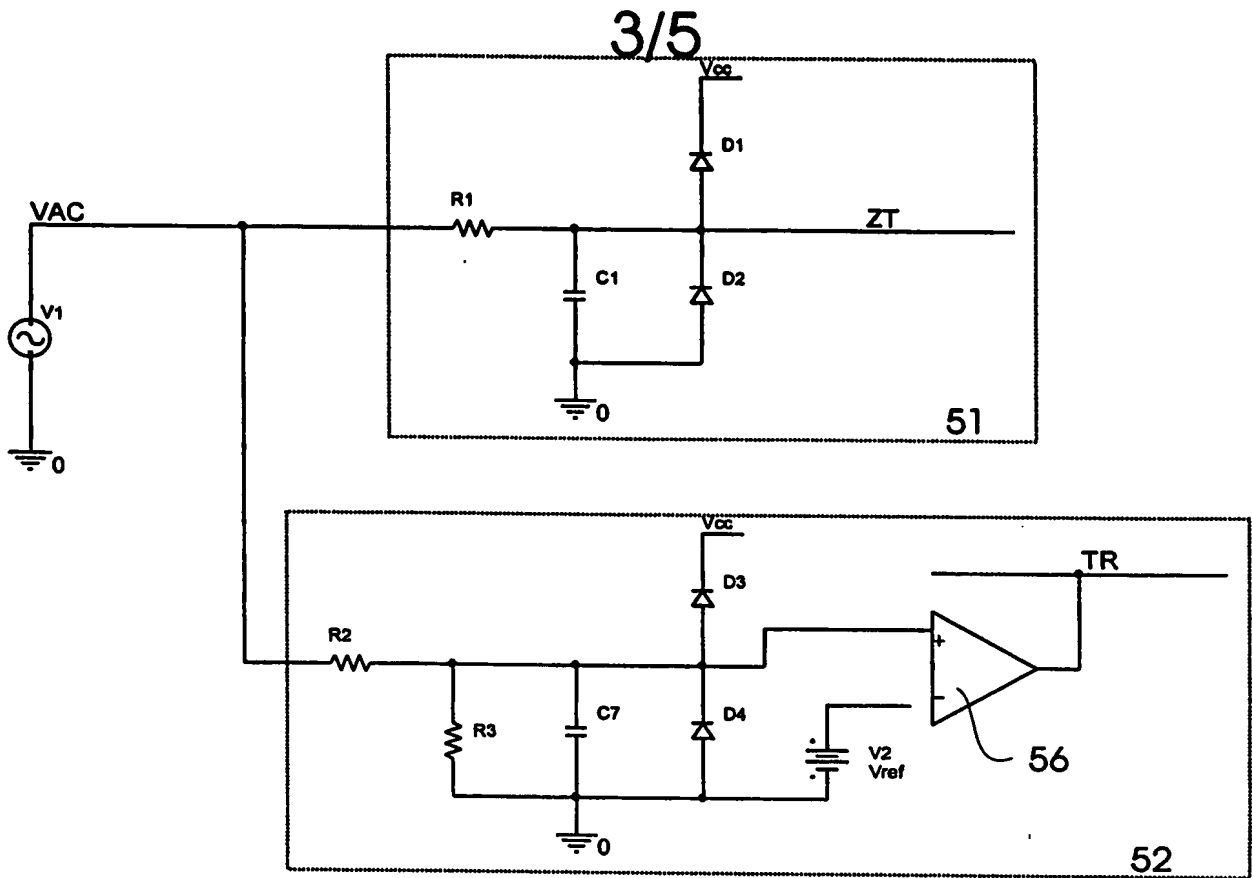 3/5
Vcc
D1
R1
VAC
ZT
C1
D2
V1
0
51
0
Vcc
TR
D3
R2
+
C7
D4
R3
-
V2
Vref
56
0
52